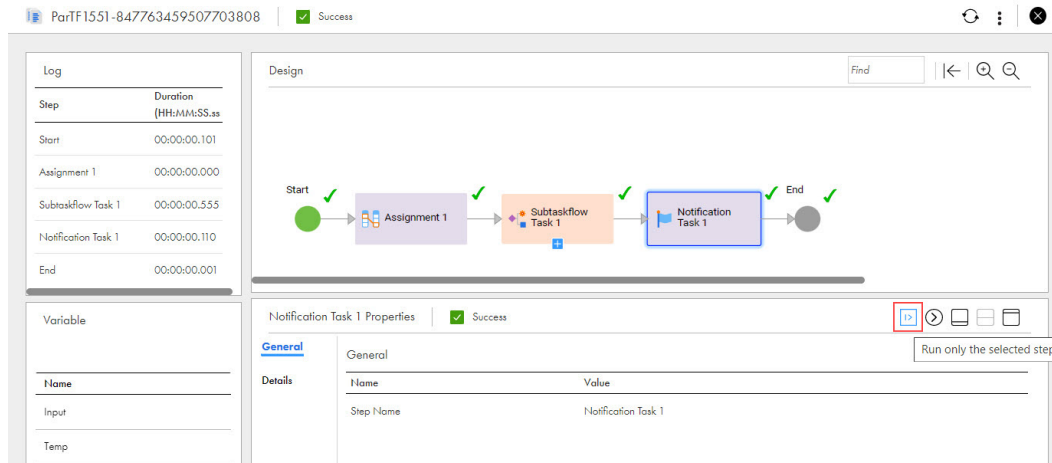 ParTF1551-847763459507703808 Success
Log
Step Duration
(HH:MM:SS.ss
Start 00:00:00.101
Assignment 1 00:00:00.000
Subtaskflow Task 1 00:00:00.555
Notification Task 1 00:00:00.110
End 00:00:00.001
Design Find
Start
Assignment 1
Subtaskflow
Task 1
Notification
Task 1
End
Variable
Name
Input
Temp
Notification Task 1 Properties Success
Run only the selected step
General
Details
General
Name Value
Step Name Notification Task 1